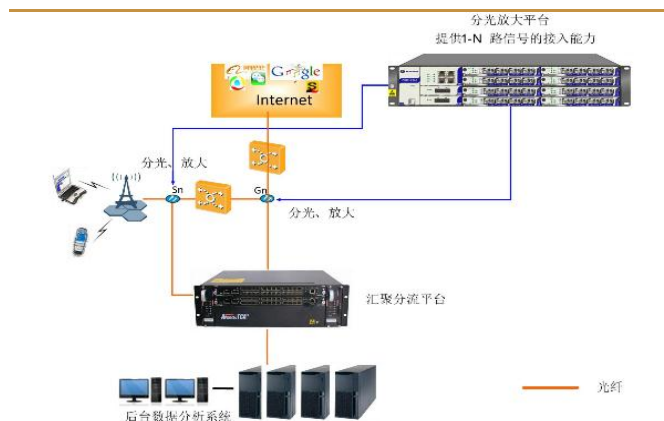 分光放大平台
提供1-N 路信号的接入能力
Google
Internet
分光、放大
Sn
Gn
分光、放大
汇聚分流平台
后台数据分析系统
光纤